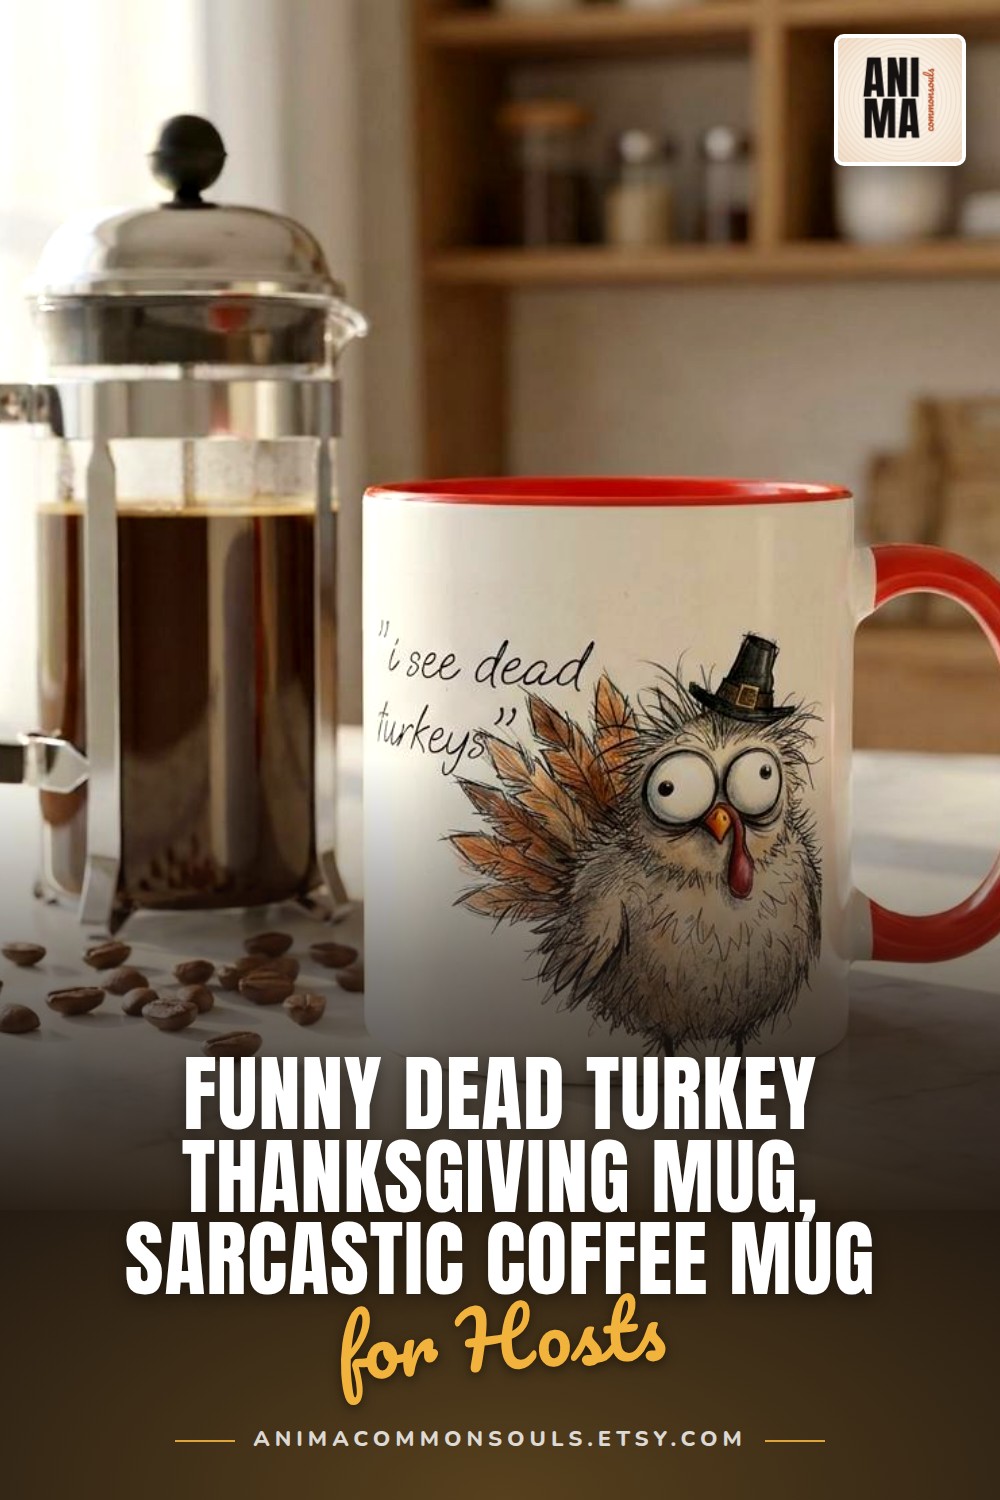 ANI
MA
commonsouls
"i see dead
turkeys"
FUNNY DEAD TURKEY
THANKSGIVING MUG,
SARCASTIC COFFEE MUG
for Hosts
ANIMACOMMONSOULS.ETSY.COM